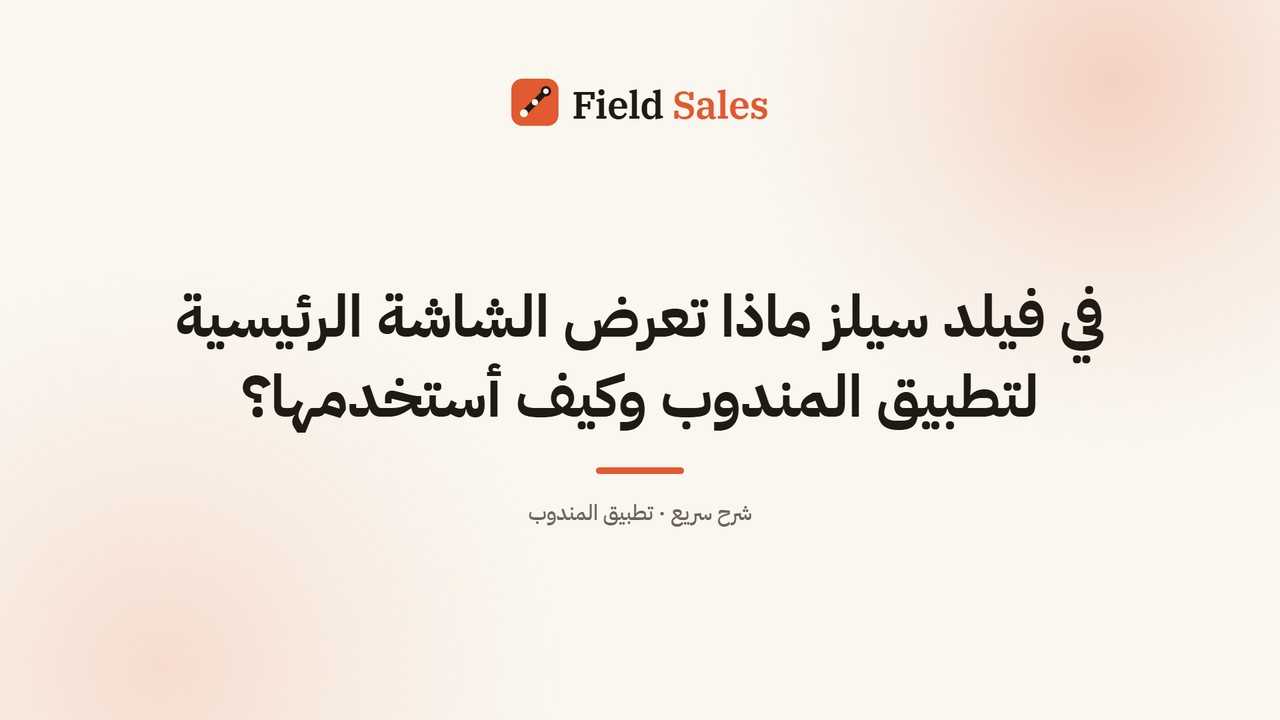 Field Sales
في فيلد سيلز ماذا تعرض الشاشة الرئيسية
لتطبيق المندوب وكيف أستخدمها؟
شرح سريع · تطبيق المندوب